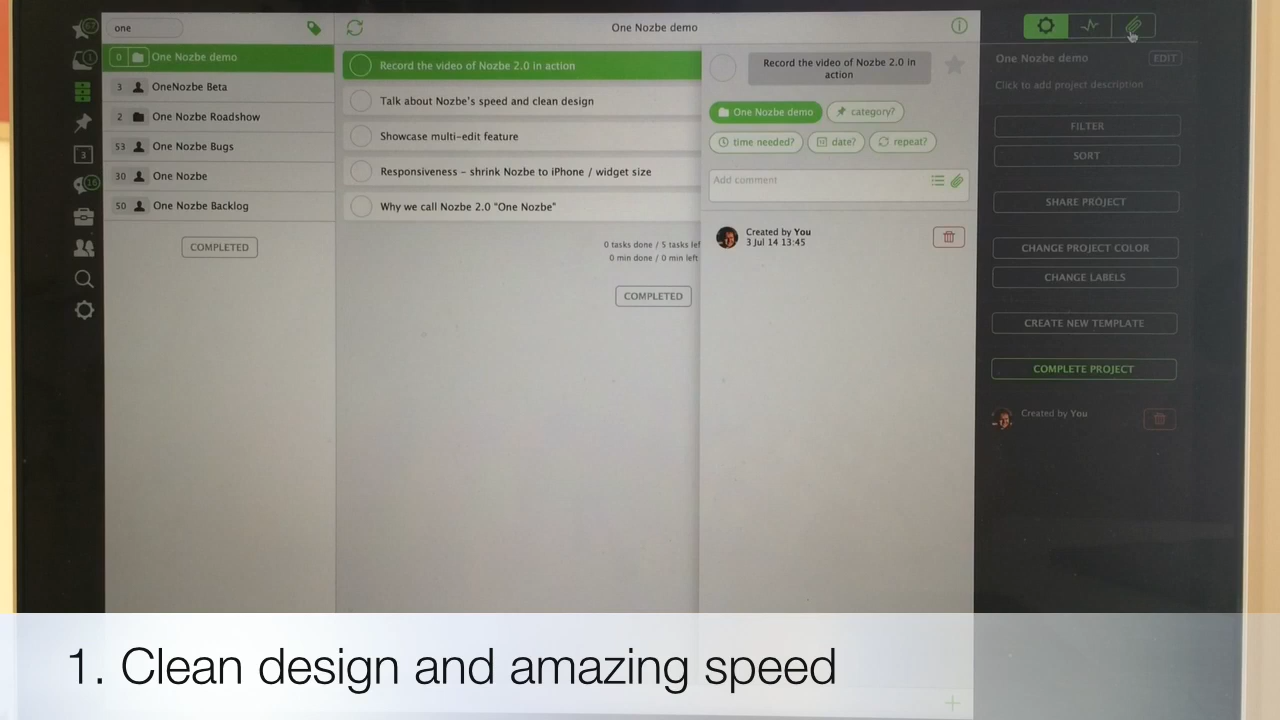 67
1
3
16
one
0 One Nozbe demo
3 OneNozbe Beta
2 One Nozbe Roadshow
53 One Nozbe Bugs
30 One Nozbe
50 One Nozbe Backlog
COMPLETED
One Nozbe demo
Record the video of Nozbe 2.0 in action
Talk about Nozbe's speed and clean design
Showcase multi-edit feature
Responsiveness - shrink Nozbe to iPhone / widget size
Why we call Nozbe 2.0 "One Nozbe"
0 tasks done / 5 tasks lef
0 min done / 0 min left
COMPLETED
Record the video of Nozbe 2.0 in
action
One Nozbe demo
category?
time needed?
date?
repeat?
Add comment
Created by You
3 Jul 14 13:45
One Nozbe demo
EDIT
Click to add project description
FILTER
SORT
SHARE PROJECT
CHANGE PROJECT COLOR
CHANGE LABELS
CREATE NEW TEMPLATE
COMPLETE PROJECT
Created by You
1. Clean design and amazing speed